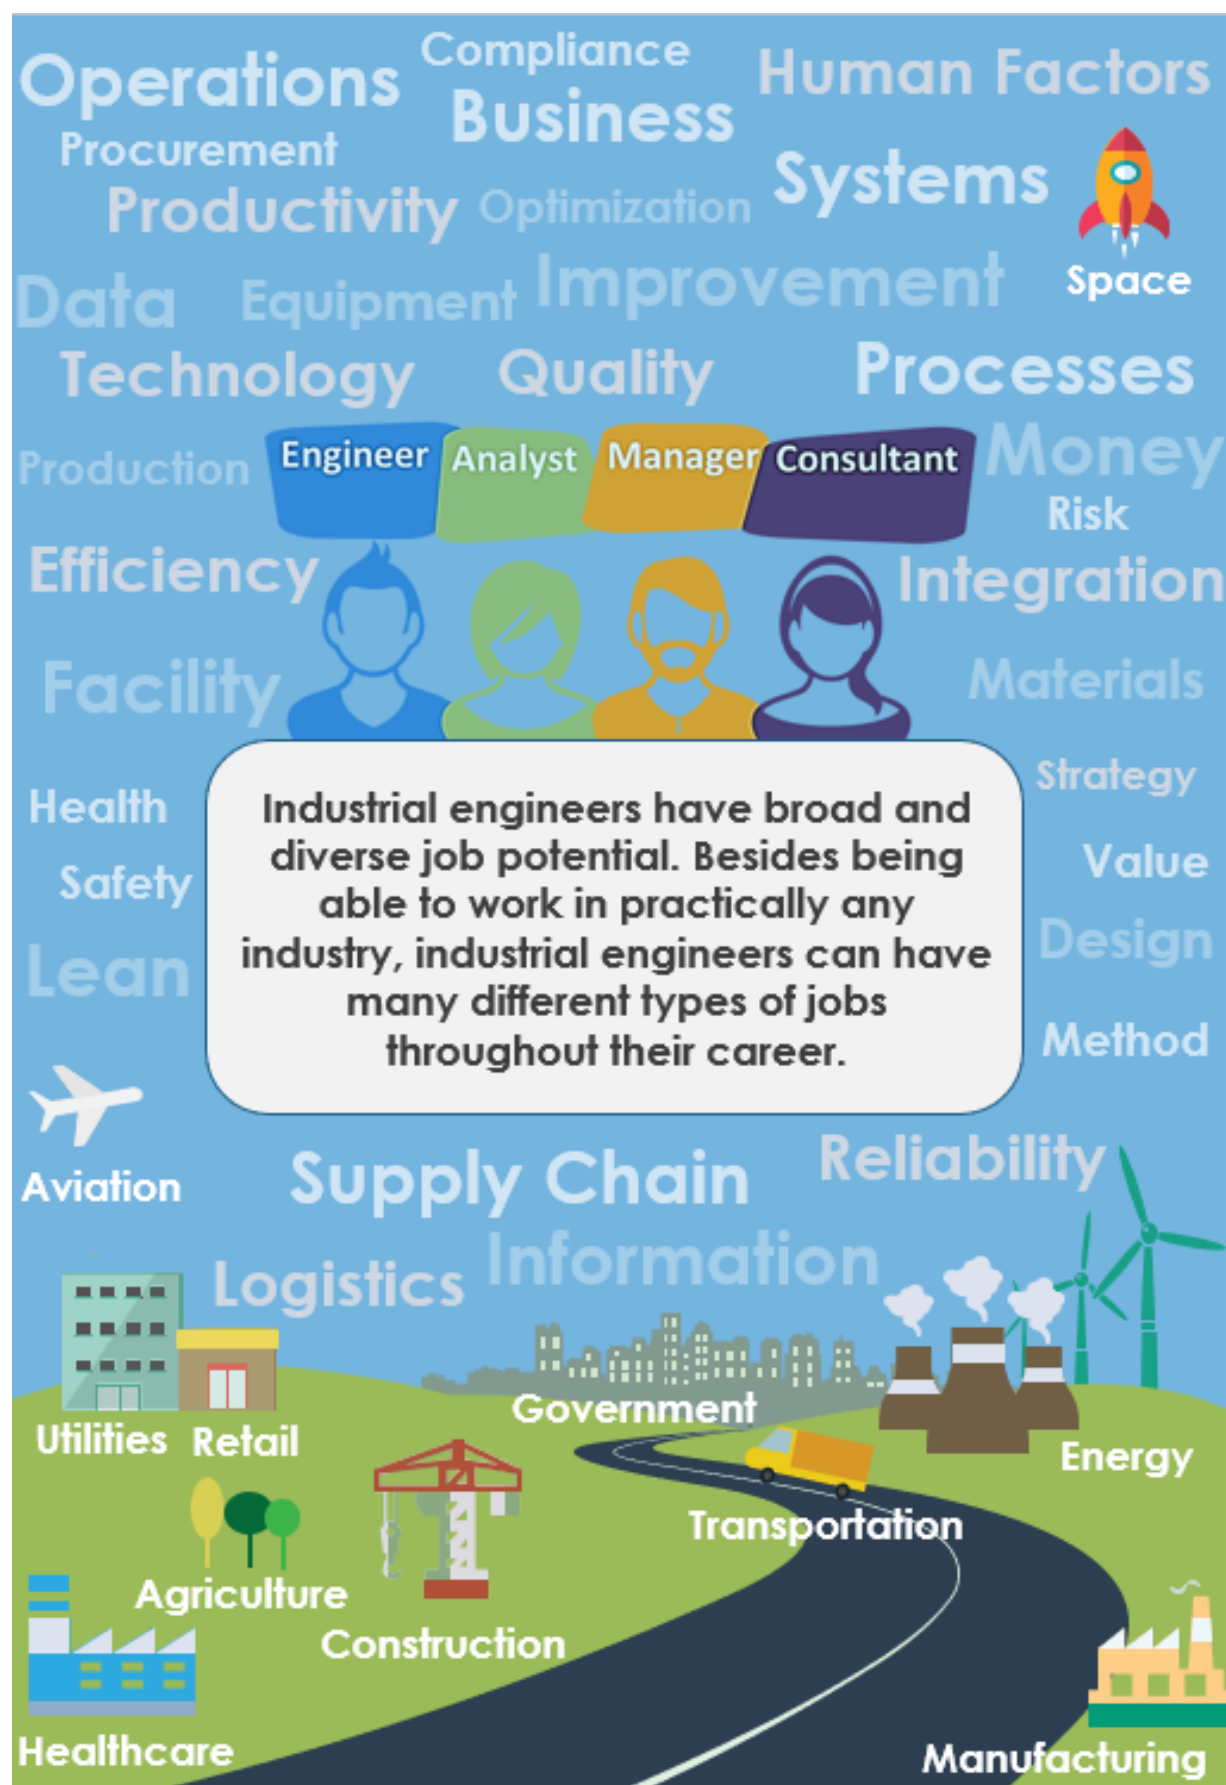 Compliance
Operations
Human Factors
Business
Procurement
Systems
Productivity
Optimization
Space
Data
Equipment
Improvement
Technology
Quality
Processes
Engineer
Analyst
Manager
Consultant
Production
Money
Risk
Efficiency
Integration
Facility
Materials
Strategy
Health
Industrial engineers have broad and
diverse job potential. Besides being
able to work in practically any
industry, industrial engineers can have
many different types of jobs
throughout their career.
Value
Safety
Design
Lean
Method
Aviation
Supply Chain
Reliability
Information
Logistics
Government
Utilities
Retail
Energy
Transportation
Agriculture
Construction
Healthcare
Manufacturing